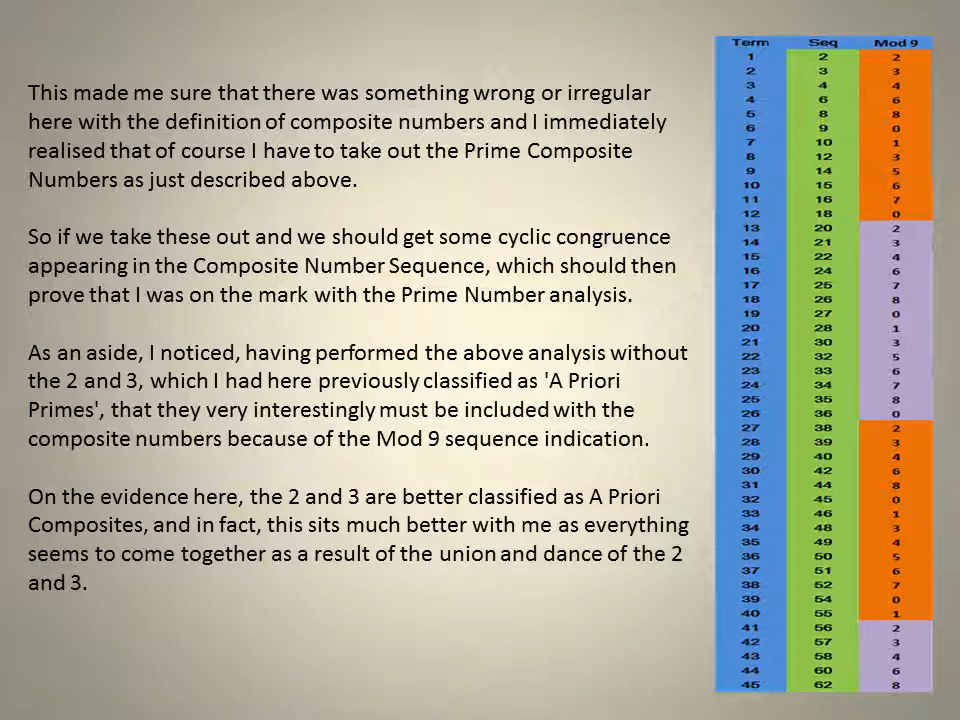 This made me sure that there was something wrong or irregular
here with the definition of composite numbers and I immediately
realised that of course I have to take out the Prime Composite
Numbers as just described above.
So if we take these out and we should get some cyclic congruence
appearing in the Composite Number Sequence, which should then
prove that I was on the mark with the Prime Number analysis.
As an aside, I noticed, having performed the above analysis without
the 2 and 3, which I had here previously classified as 'A Priori
Primes', that they very interestingly must be included with the
composite numbers because of the Mod 9 sequence indication.
On the evidence here, the 2 and 3 are better classified as A Priori
Composites, and in fact, this sits much better with me as everything
seems to come together as a result of the union and dance of the 2
and 3.
Term Seq Mod 9
1 2 2
2 3 3
3 4 4
4 6 6
5 8 8
6 9 0
7 10 1
8 12 3
9 14 5
10 15 6
11 16 7
12 18 0
13 20 2
14 21 3
15 22 4
16 24 6
17 25 7
18 26 8
19 27 0
20 28 1
21 30 3
22 32 5
23 33 6
24 34 7
25 35 8
26 36 0
27 38 2
28 39 3
29 40 4
30 42 6
31 44 8
32 45 0
33 46 1
34 48 3
35 49 4
36 50 5
37 51 6
38 52 7
39 54 0
40 55 1
41 56 2
42 57 3
43 58 4
44 60 6
45 62 8